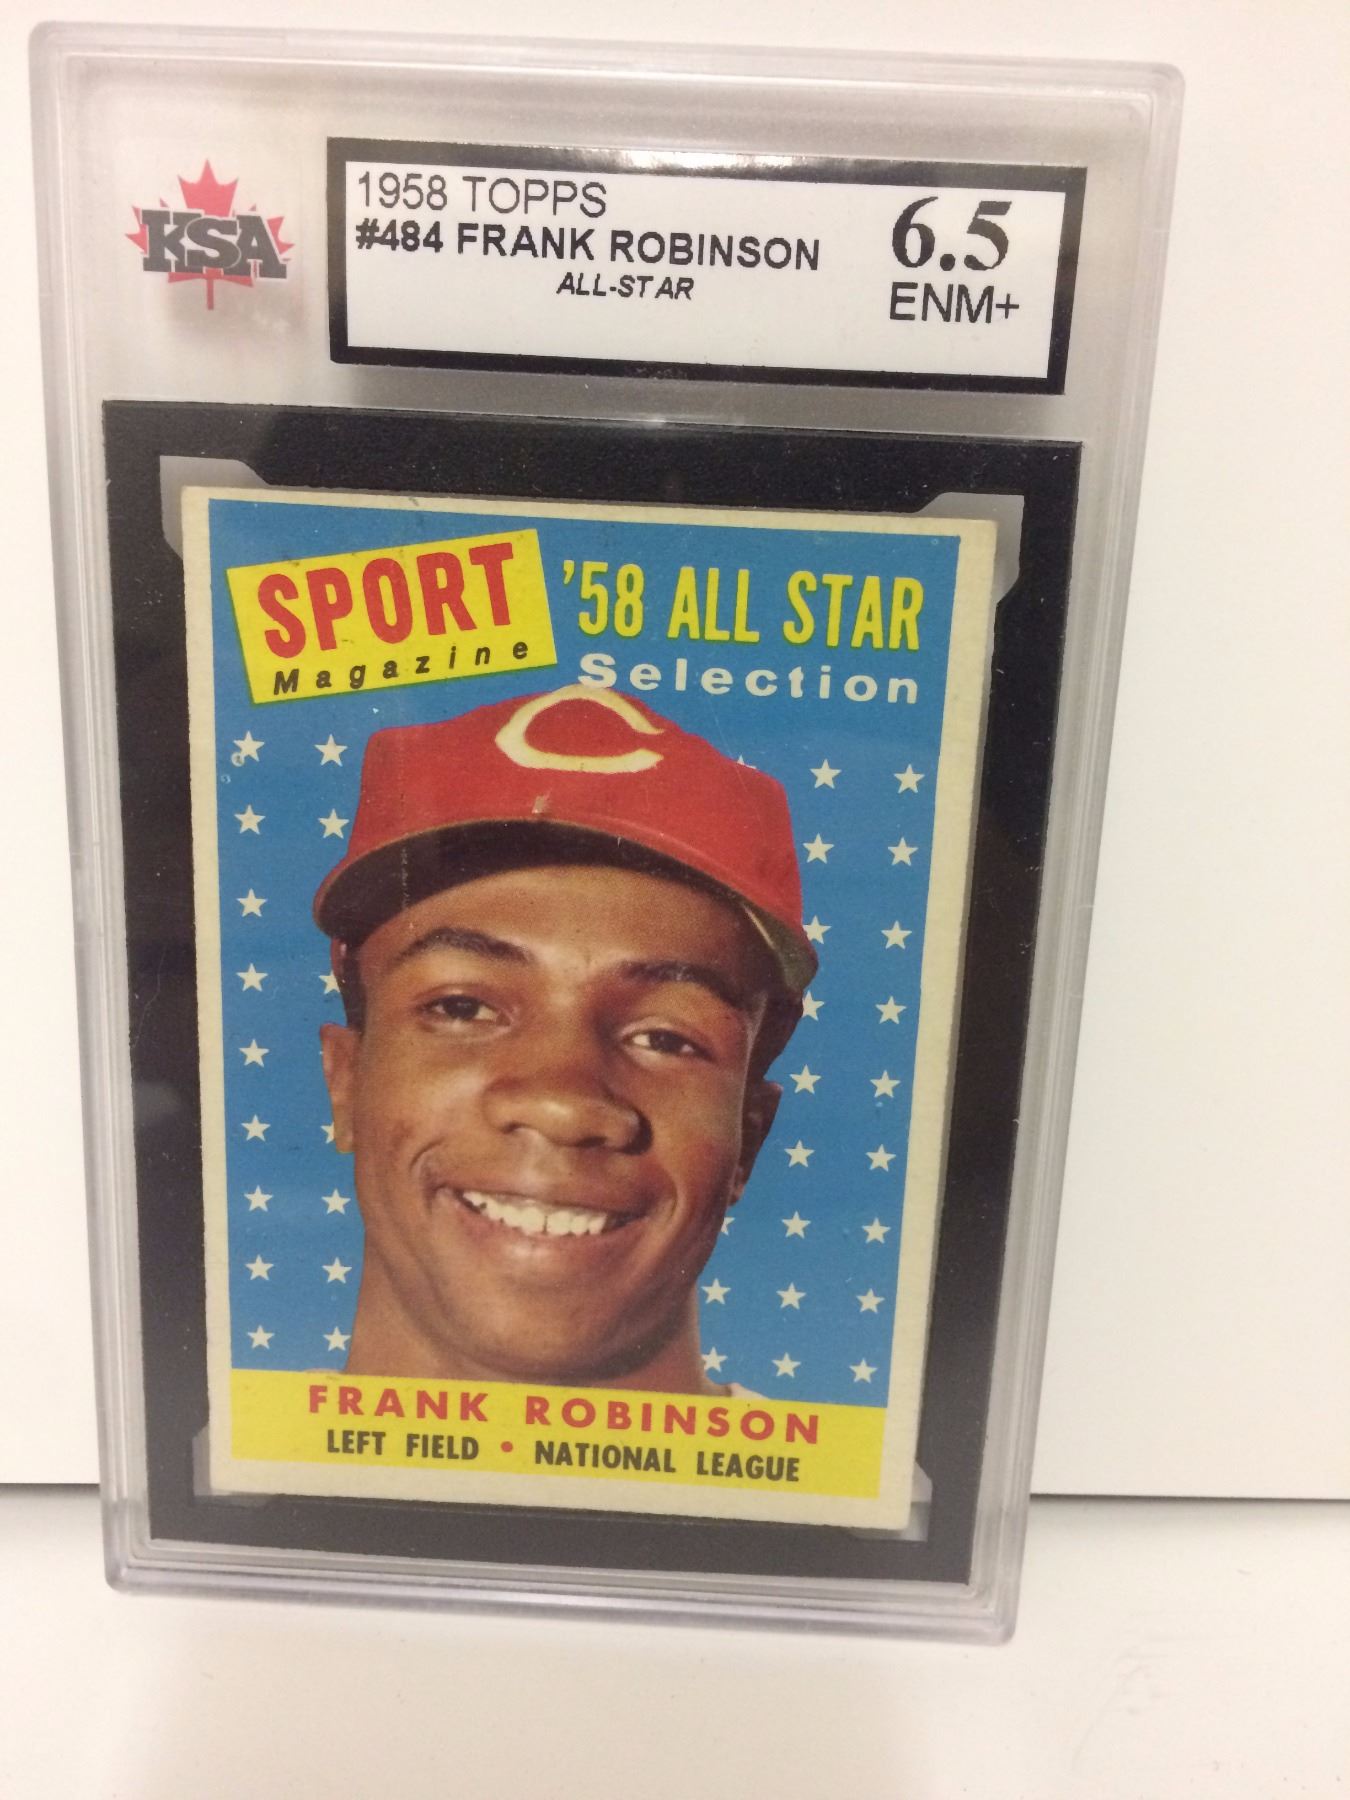 KSA
1958 TOPPS
#484 FRANK ROBINSON
ALL-STAR
6.5
ENM+
SPORT
Magazine
'58 ALL STAR
Selection
C
FRANK ROBINSON
LEFT FIELD • NATIONAL LEAGUE